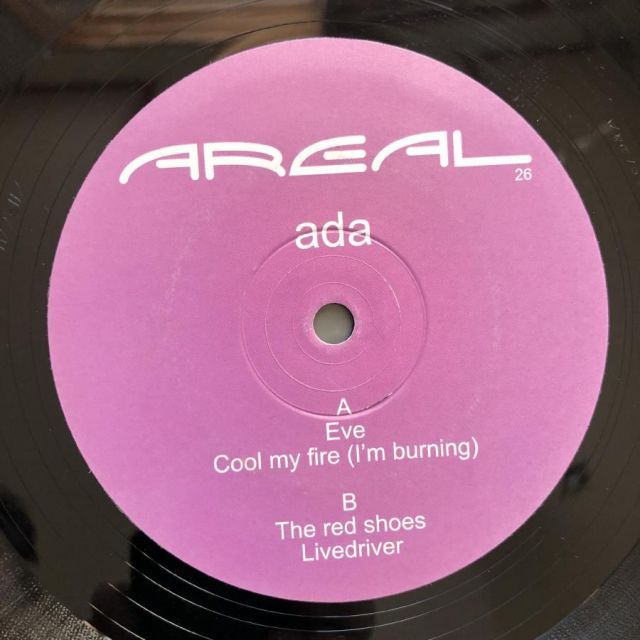 AREAL
26
ada
A
Eve
Cool my fire (I'm burning)
B
The red shoes
Livedriver